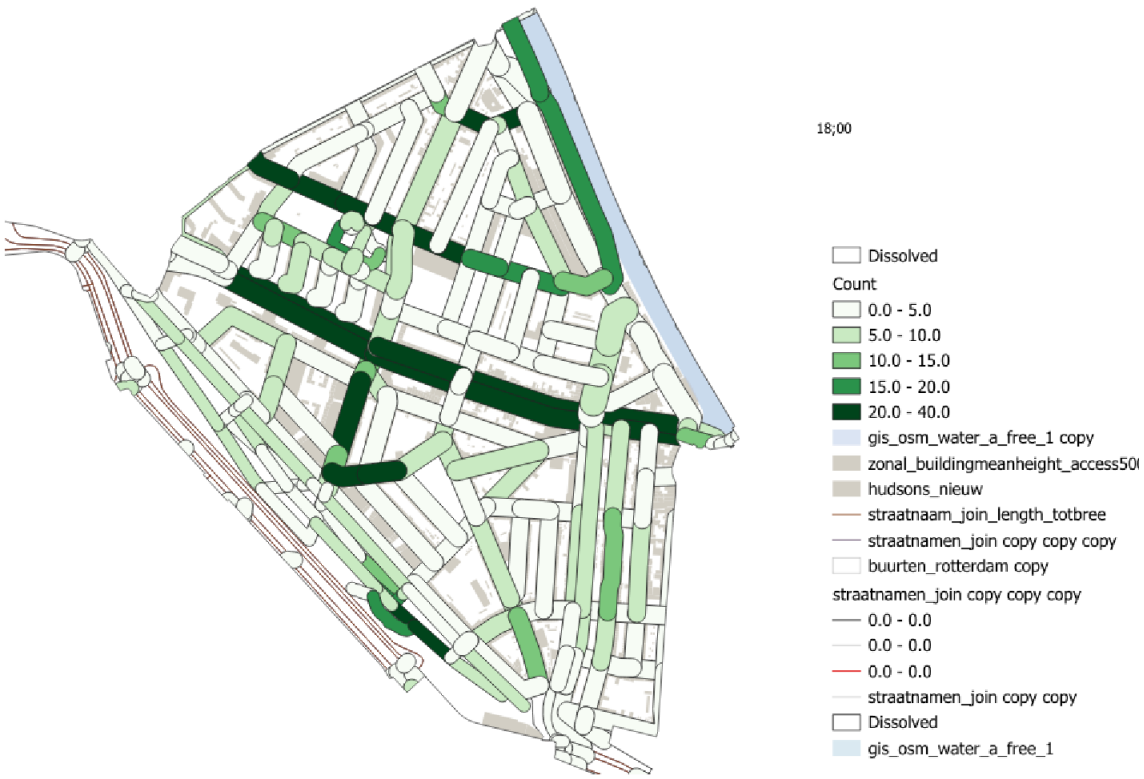 18;00
Dissolved
Count
0.0 - 5.0
5.0 - 10.0
10.0 - 15.0
15.0 - 20.0
20.0 - 40.0
gis_osm_water_a_free_1 copy
zonal_buildingmeanheight_access500
hudsons_nieuw
straatnaam_join_length_totbree
straatnamen_join copy copy copy
buurten_rotterdam copy
straatnamen_join copy copy copy
0.0 - 0.0
0.0 - 0.0
0.0 - 0.0
straatnamen_join copy copy
Dissolved
gis_osm_water_a_free_1